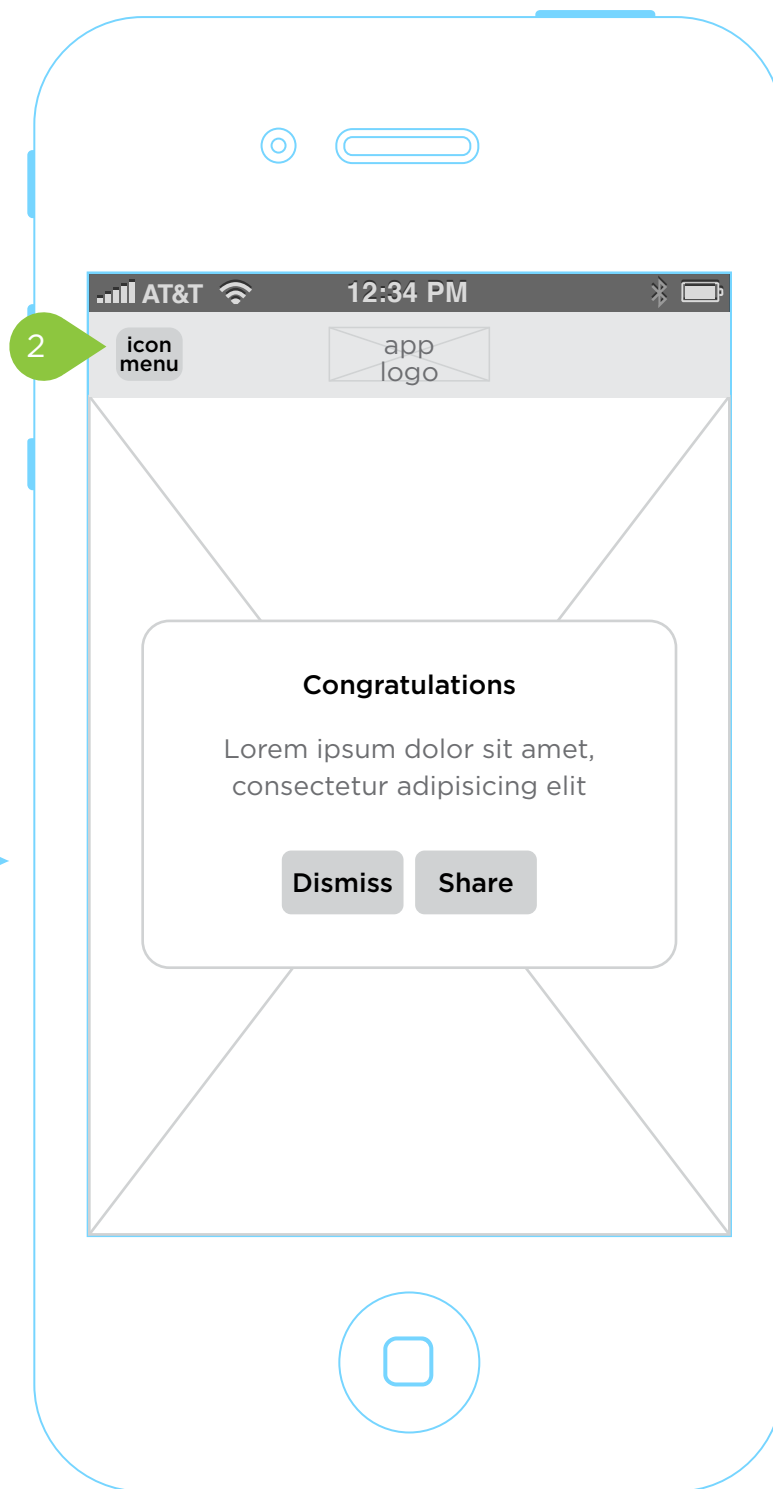 AT&T 12:34 PM
2
icon
menu
app
logo
Congratulations
Lorem ipsum dolor sit amet,
consectetur adipisicing elit
Dismiss Share